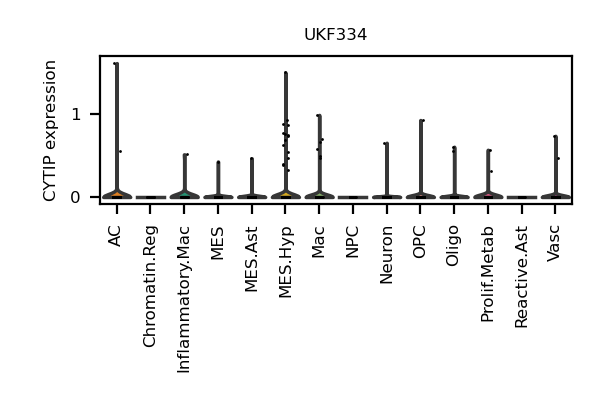 UKF334
CYTIP expression
1
0
AC
Chromatin.Reg
Inflammatory.Mac
MES
MES.Ast
MES.Hyp
Mac
NPC
Neuron
OPC
Oligo
Prolif.Metab
Reactive.Ast
Vasc